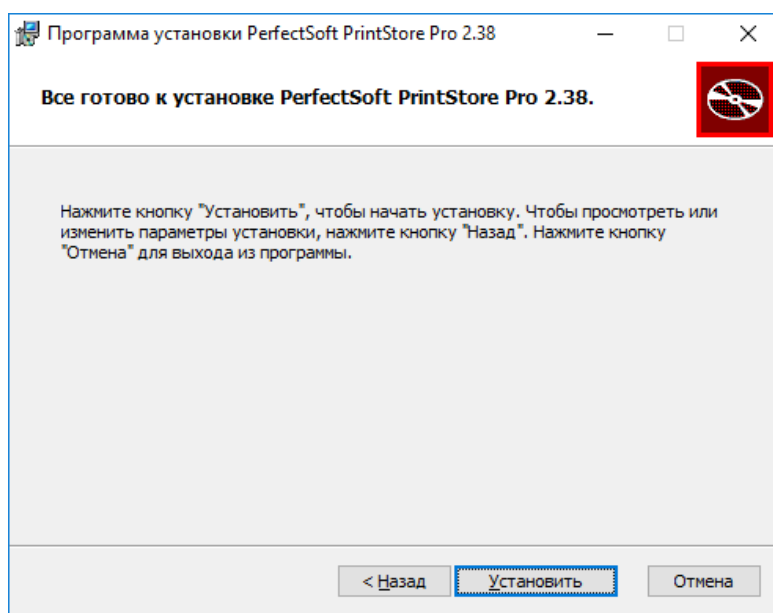 Программа установки PerfectSoft PrintStore Pro 2.38
Все готово к установке PerfectSoft PrintStore Pro 2.38.
Нажмите кнопку "Установить", чтобы начать установку. Чтобы просмотреть или
изменить параметры установки, нажмите кнопку "Назад". Нажмите кнопку
"Отмена" для выхода из программы.
< Назад Установить Отмена